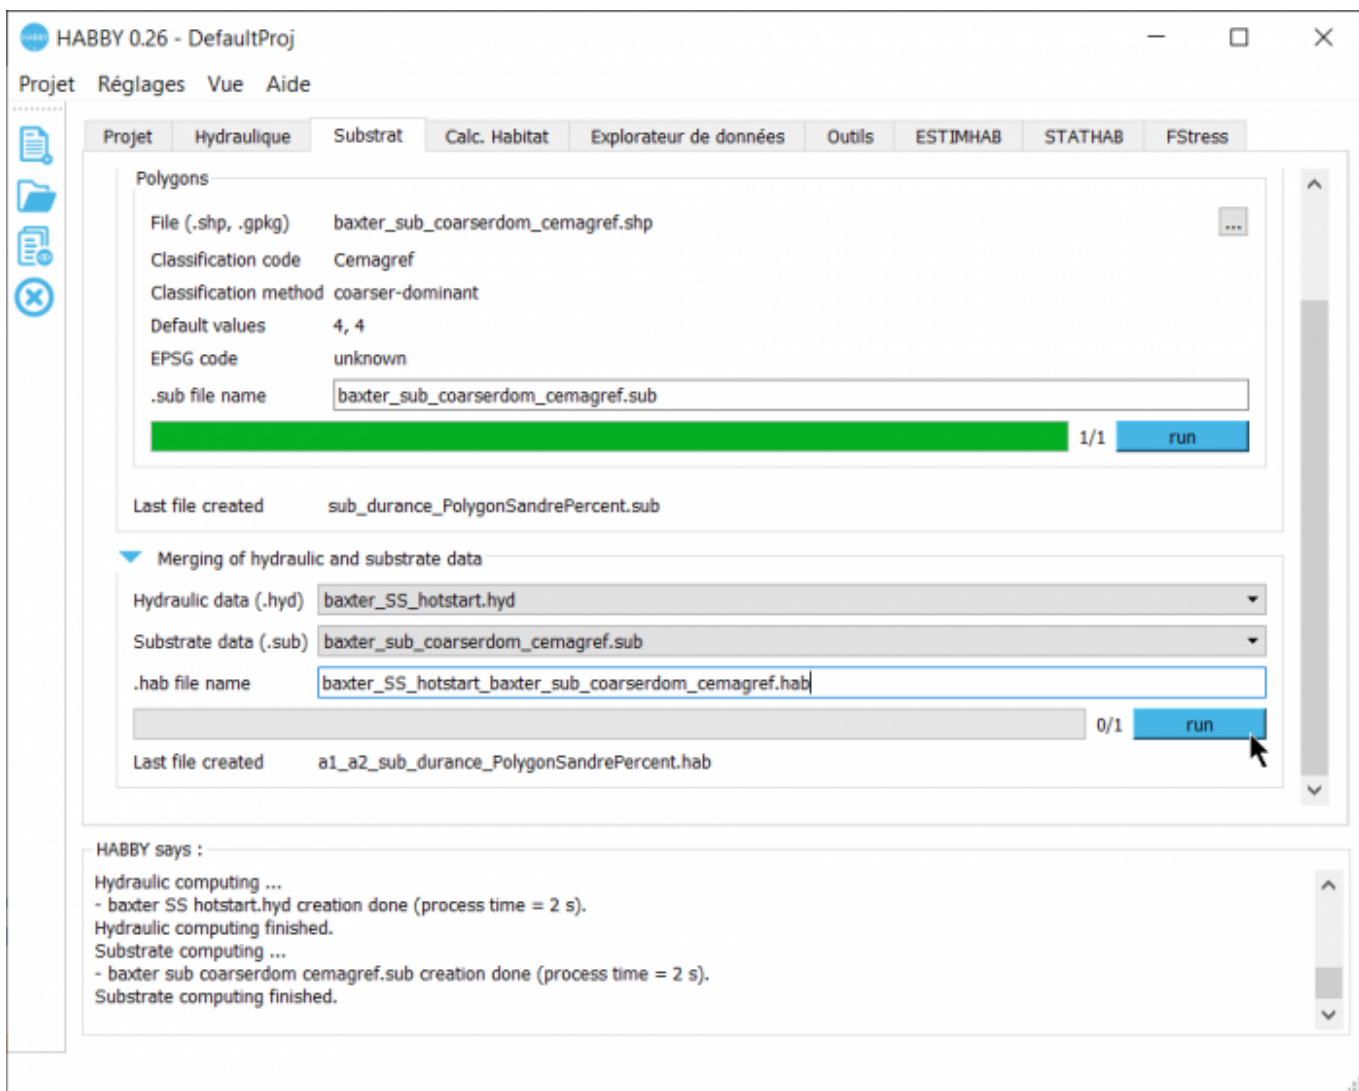 HABBY 0.26 - DefaultProj
Projet Réglages Vue Aide
Projet Hydraulique Substrat Calc. Habitat Explorateur de données Outils ESTIMHAB STATHAB FStress
Polygons
File (.shp, .gpkg) baxter_sub_coarserdom_cemagref.shp ...
Classification code Cemagref
Classification method coarser-dominant
Default values 4, 4
EPSG code unknown
.sub file name baxter_sub_coarserdom_cemagref.sub
1/1 run
Last file created sub_durance_PolygonSandrePercent.sub
Merging of hydraulic and substrate data
Hydraulic data (.hyd) baxter_SS_hotstart.hyd
Substrate data (.sub) baxter_sub_coarserdom_cemagref.sub
.hab file name baxter_SS_hotstart_baxter_sub_coarserdom_cemagref.hab
0/1 run
Last file created a1_a2_sub_durance_PolygonSandrePercent.hab
HABBY says :
Hydraulic computing ...
- baxter SS hotstart.hyd creation done (process time = 2 s).
Hydraulic computing finished.
Substrate computing ...
- baxter sub coarserdom cemagref.sub creation done (process time = 2 s).
Substrate computing finished.